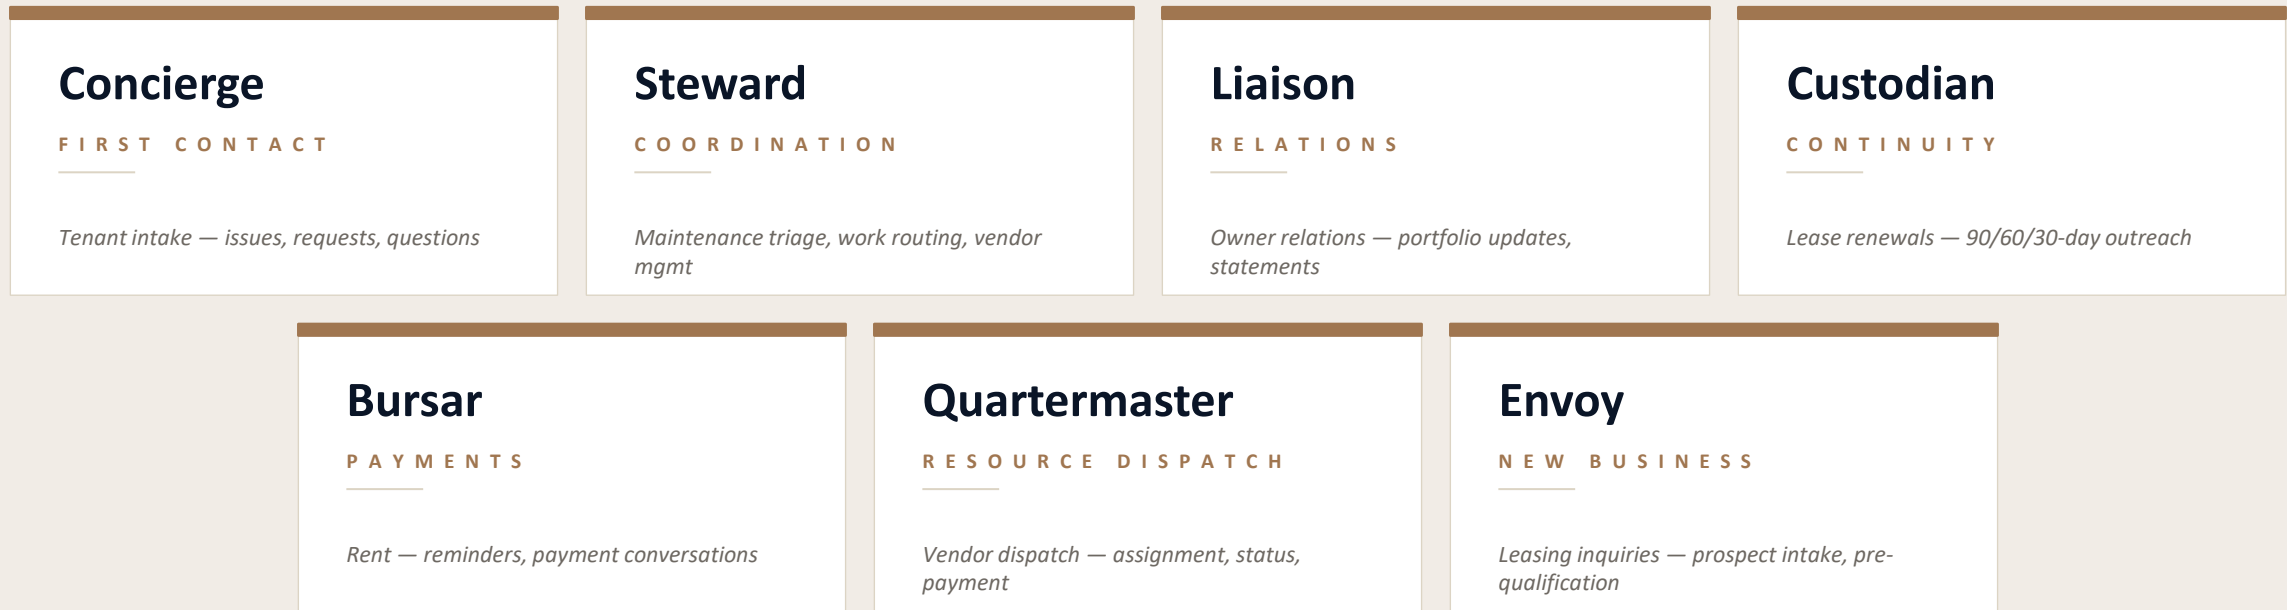 Concierge
FIRST CONTACT
Tenant intake — issues, requests, questions
Steward
COORDINATION
Maintenance triage, work routing, vendor
mgmt
Liaison
RELATIONS
Owner relations — portfolio updates,
statements
Custodian
CONTINUITY
Lease renewals — 90/60/30-day outreach
Bursar
PAYMENTS
Rent — reminders, payment conversations
Quartermaster
RESOURCE DISPATCH
Vendor dispatch — assignment, status,
payment
Envoy
NEW BUSINESS
Leasing inquiries — prospect intake, pre-
qualification